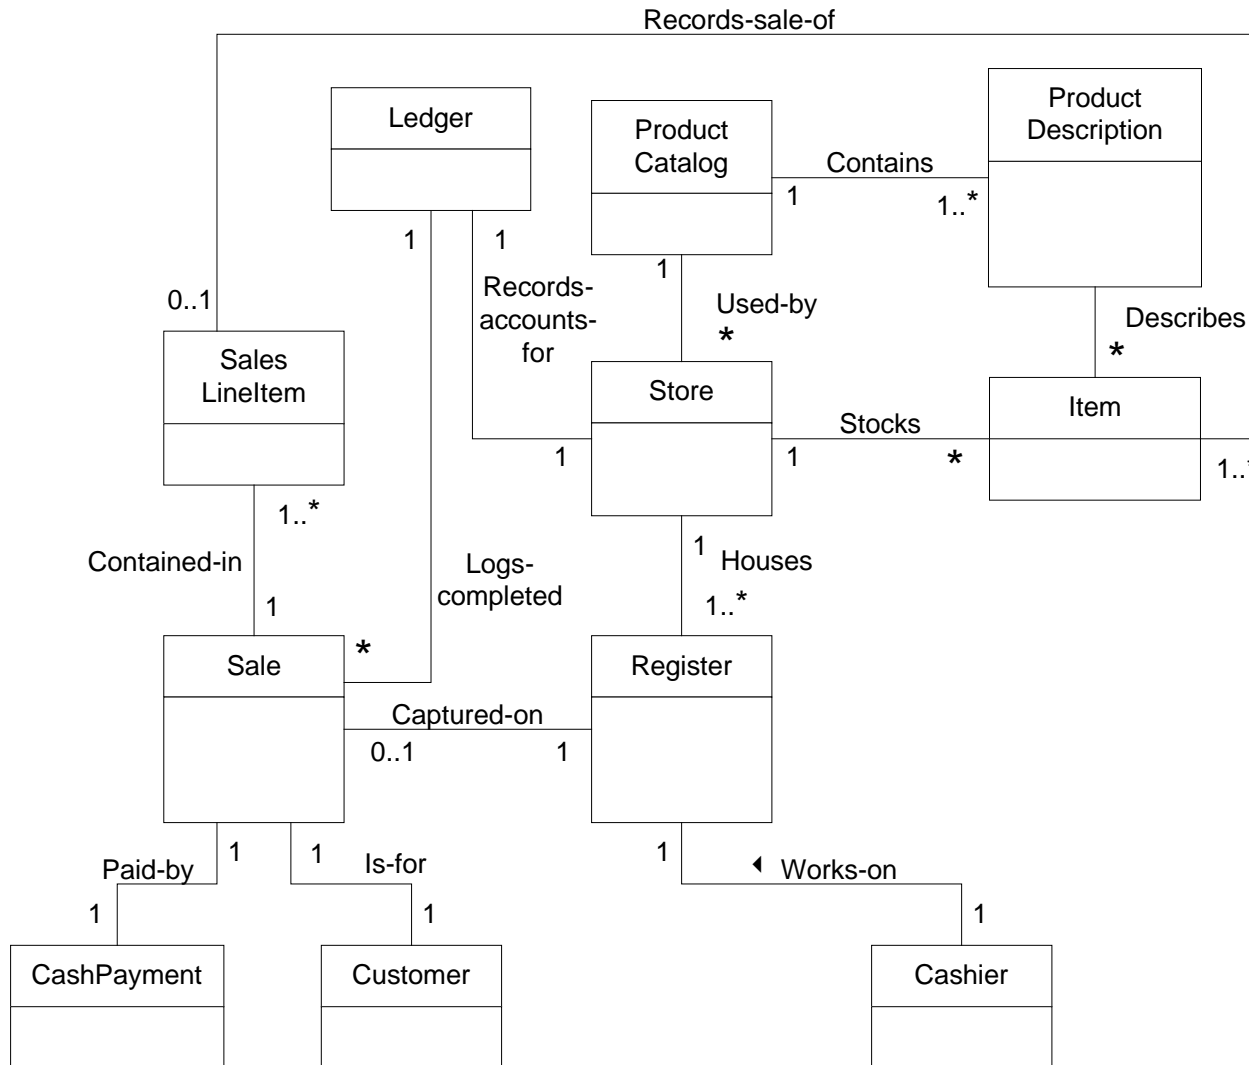 Records-sale-of
Ledger
Product
Catalog
Product
Description
Contains
1
1..*
1
1
1
Records-
accounts-
for
Used-by
*
Describes
*
0..1
Sales
LineItem
Store
Item
Stocks
1
1
*
1..*
1..*
Contained-in
1
Logs-
completed
*
1
Houses
1..*
Sale
Register
Captured-on
0..1
1
Paid-by
1
1
Is-for
1
Works-on
1
1
1
CashPayment
Customer
Cashier